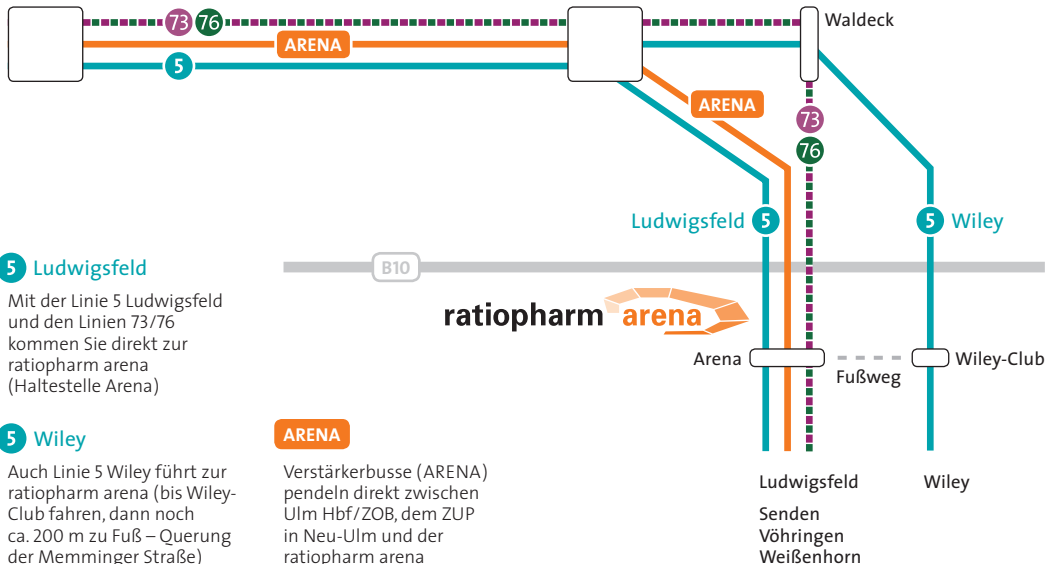 73 76
ARENA
5
Waldeck
ARENA
73
76
Ludwigsfeld 5
5 Wiley
B10
ratiopharm arena
Arena
Fußweg
Wiley-Club
5 Ludwigsfeld
Mit der Linie 5 Ludwigsfeld
und den Linien 73/76
kommen Sie direkt zur
ratiopharm arena
(Haltestelle Arena)
5 Wiley
Auch Linie 5 Wiley führt zur
ratiopharm arena (bis Wiley-
Club fahren, dann noch
ca. 200 m zu Fuß – Querung
der Memminger Straße)
ARENA
Verstärkerbusse (ARENA)
pendeln direkt zwischen
Ulm Hbf/ZOB, dem ZUP
in Neu-Ulm und der
ratiopharm arena
Ludwigsfeld
Senden
Vöhringen
Weißenhorn
Wiley